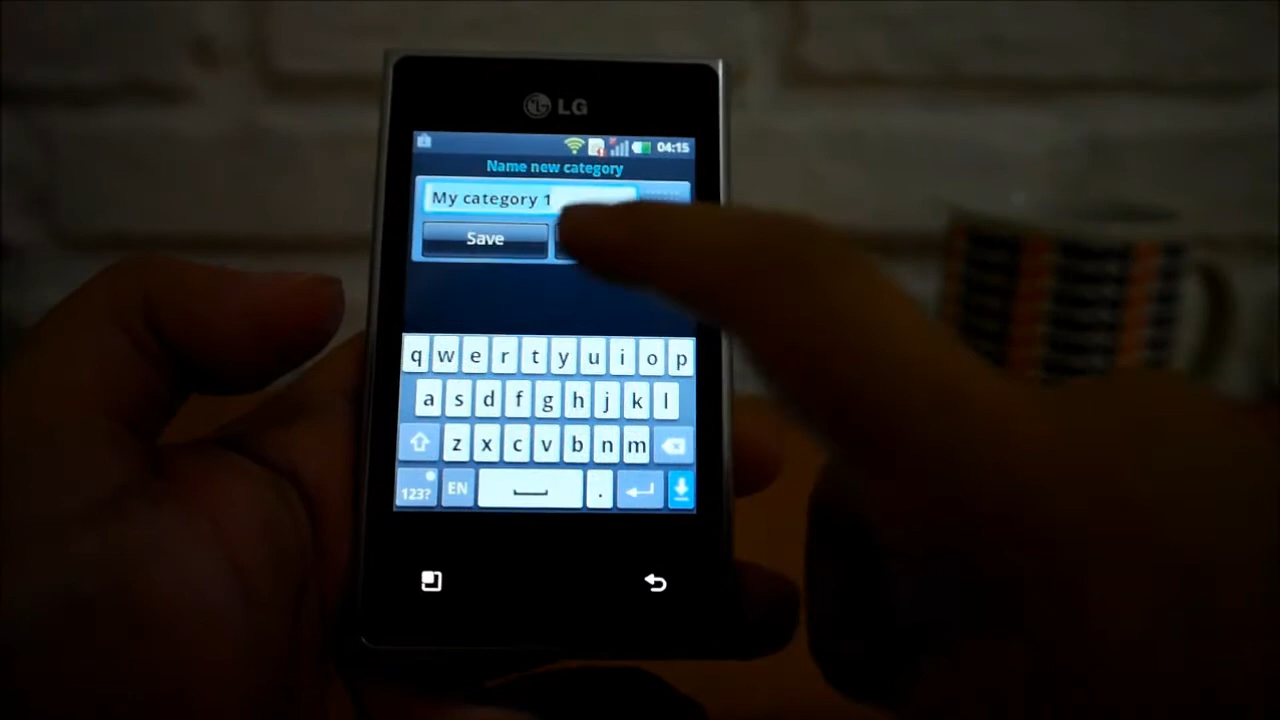 LG
04:15
Name new category
My category 1
Save
q w e r t y u i o p
a s d f g h j k l
z x c v b n m
123? EN .